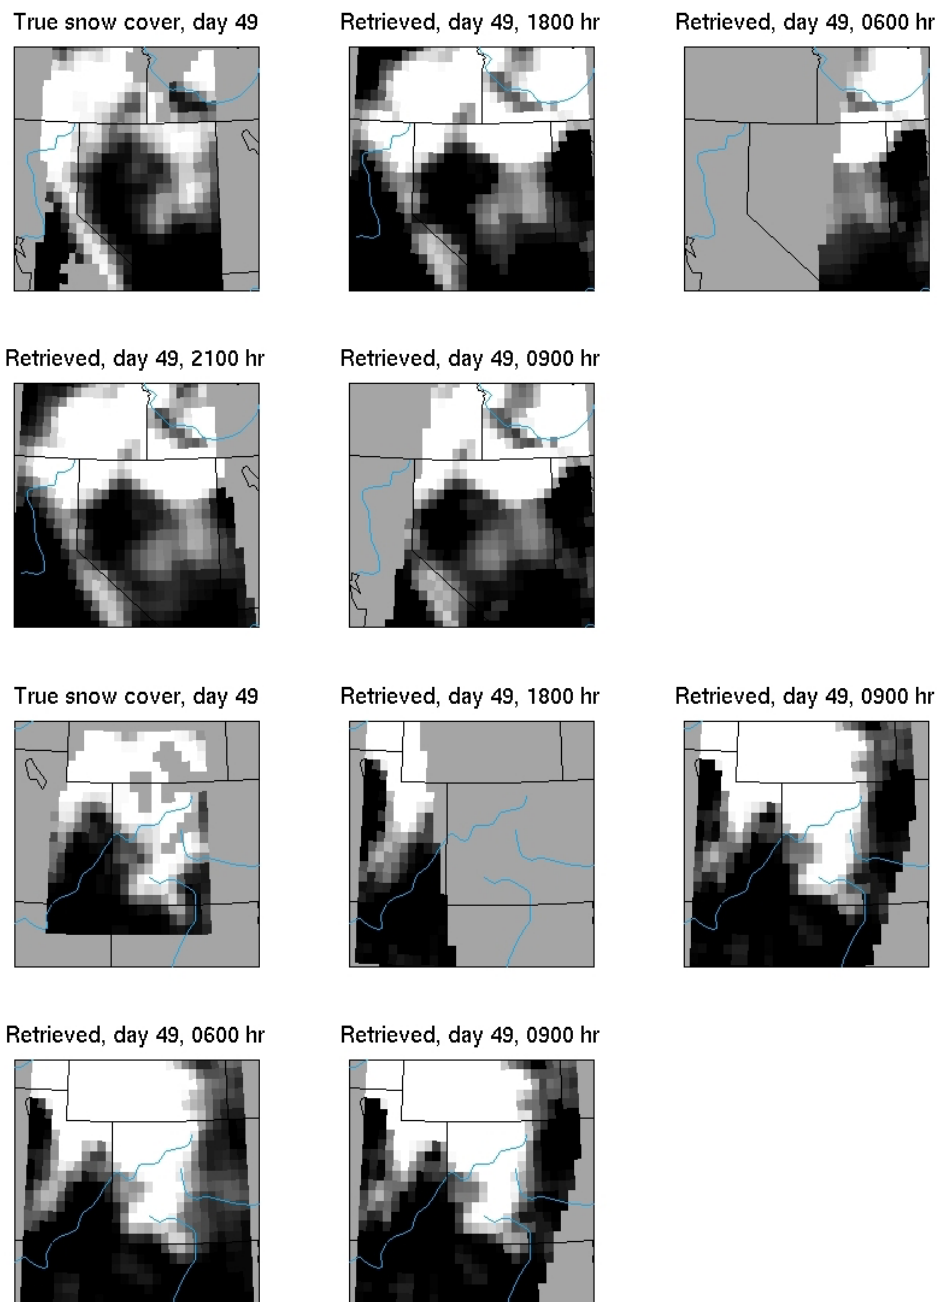 True snow cover, day 49
Retrieved, day 49, 1800 hr
Retrieved, day 49, 0600 hr
Retrieved, day 49, 2100 hr
Retrieved, day 49, 0900 hr
True snow cover, day 49
Retrieved, day 49, 1800 hr
Retrieved, day 49, 0900 hr
Retrieved, day 49, 0600 hr
Retrieved, day 49, 0900 hr